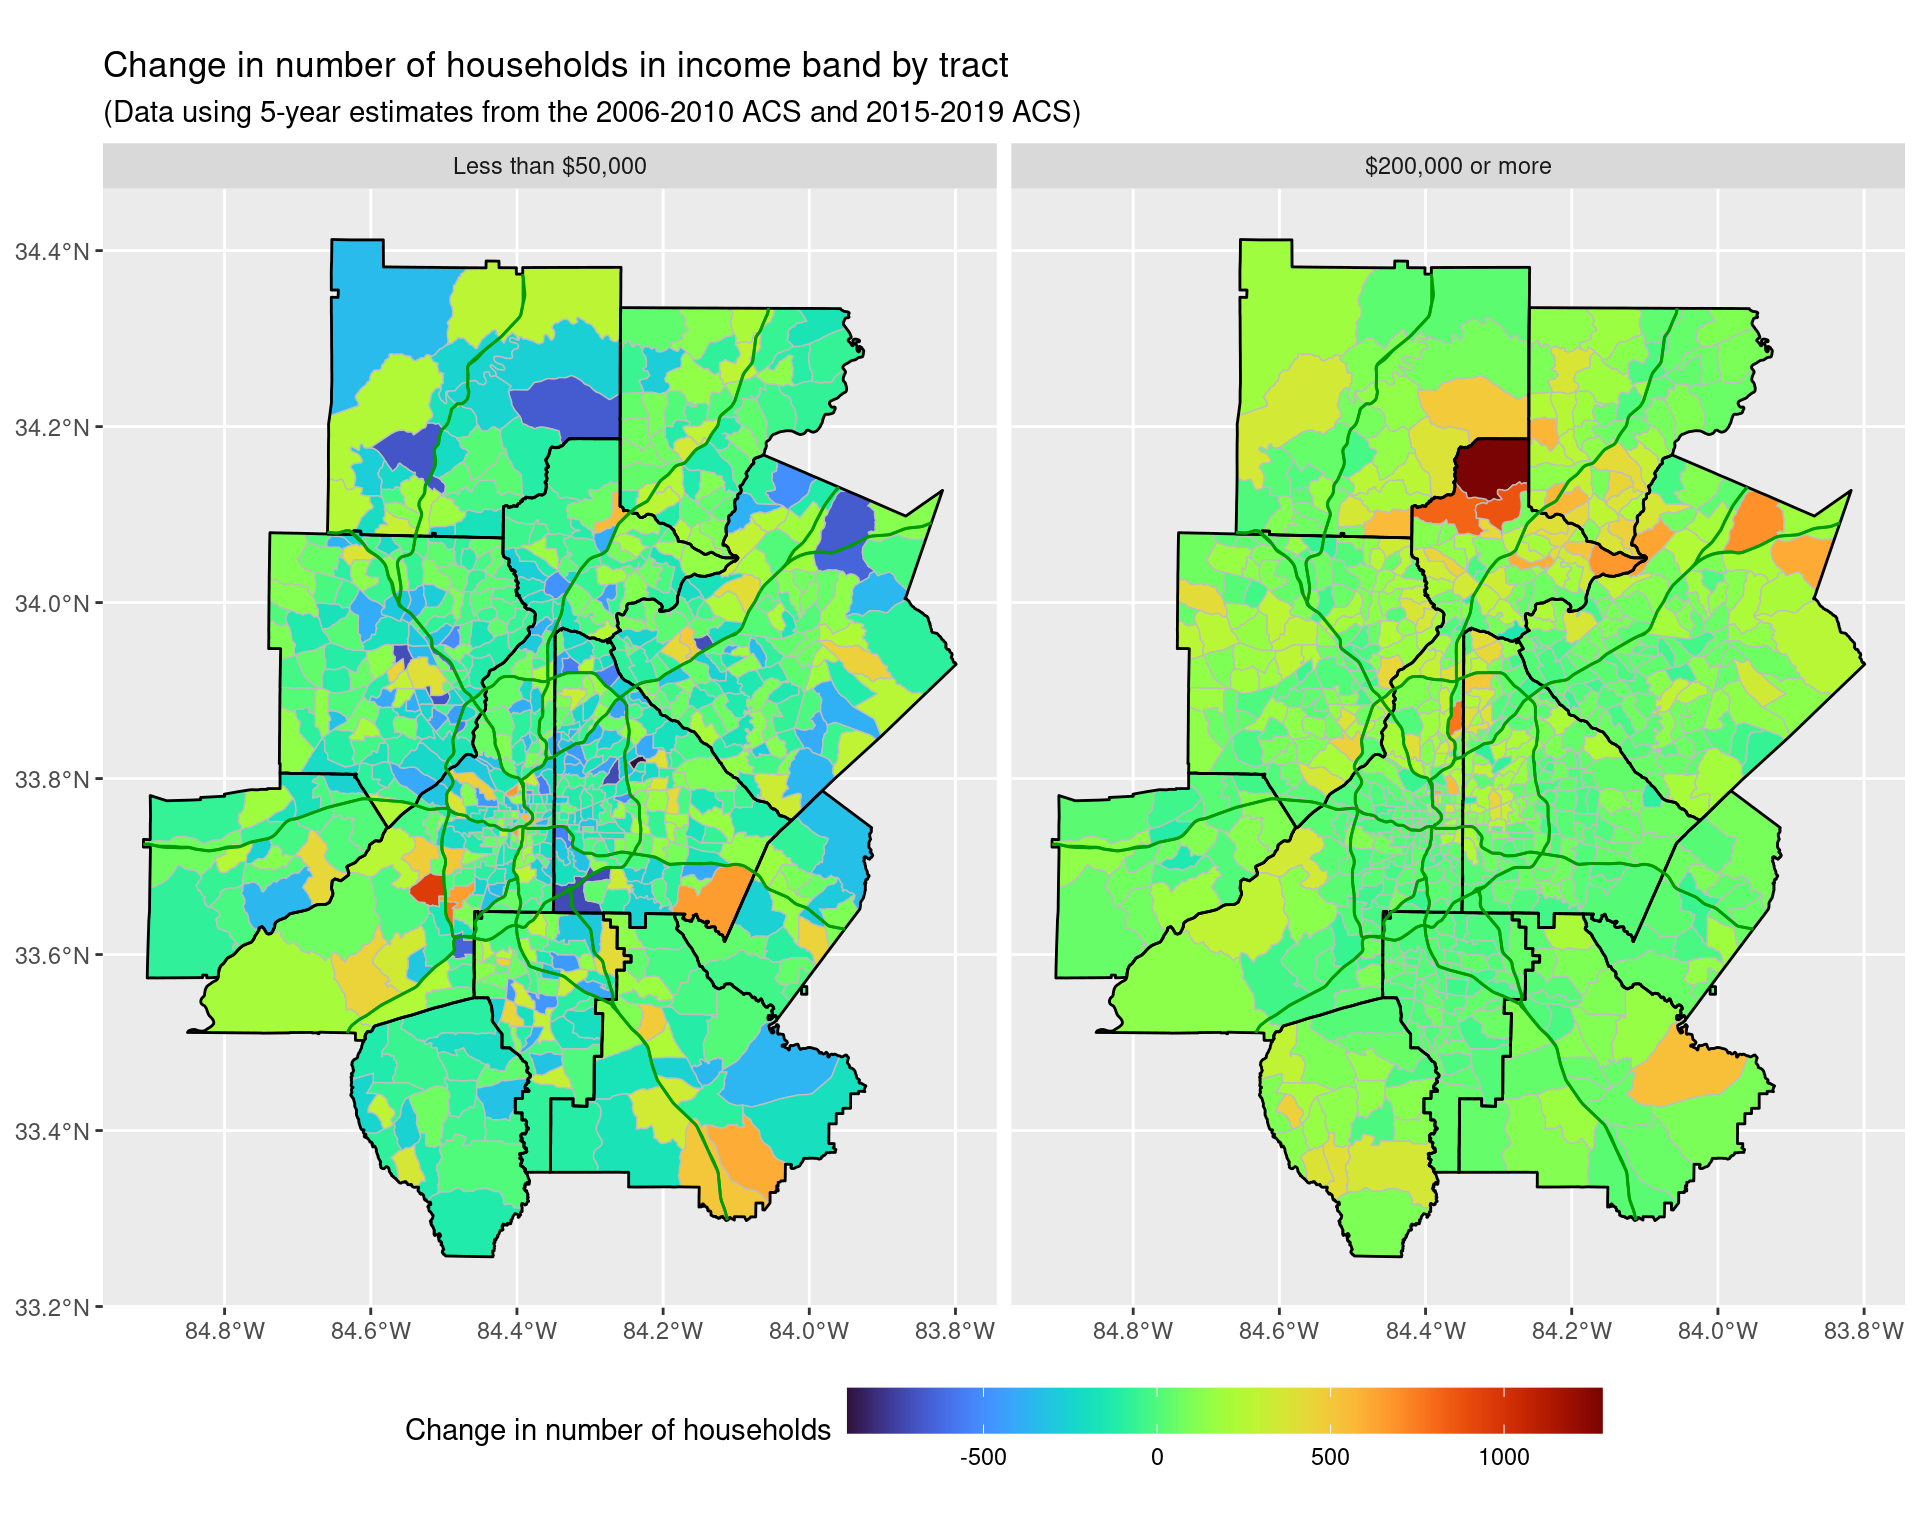 Change in number of households in income band by tract
(Data using 5-year estimates from the 2006-2010 ACS and 2015-2019 ACS)
Less than $50,000
$200,000 or more
34.4°N
34.2°N
34.0°N
33.8°N
33.6°N
33.4°N
33.2°N
84.8°W 84.6°W 84.4°W 84.2°W 84.0°W 83.8°W
84.8°W 84.6°W 84.4°W 84.2°W 84.0°W 83.8°W
Change in number of households
-500 0 500 1000